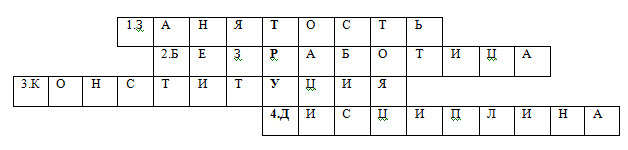 1.З А Н Я Т О С Т Ь
2.Б Е З Р А Б О Т И Ц А
3.К О Н С Т И Т У Ц И Я
4.Д И С Ц И П Л И Н А